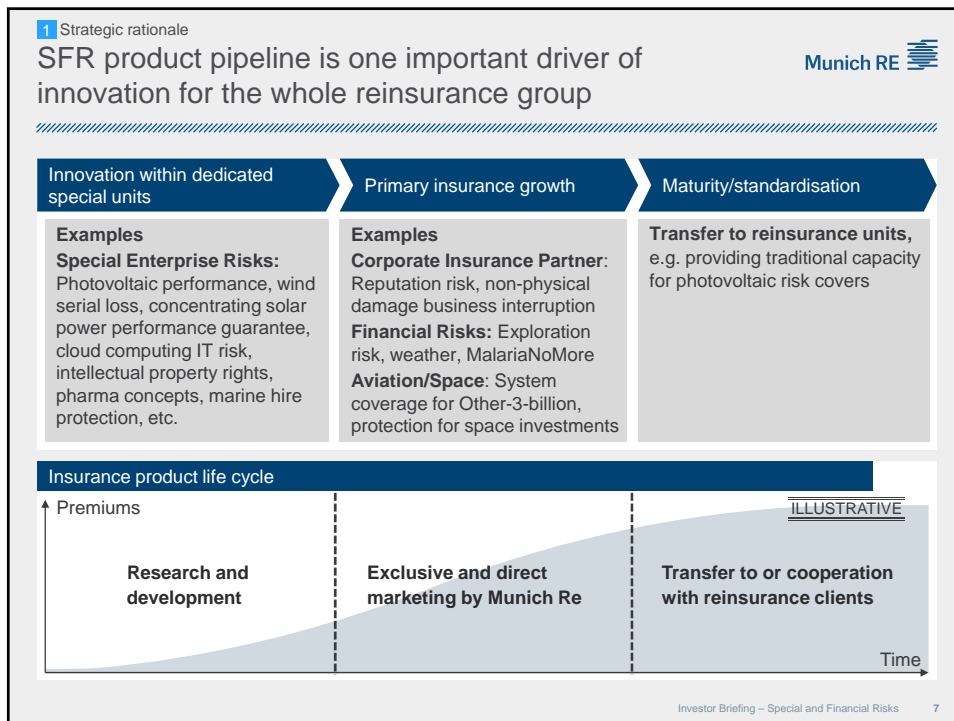 1 Strategic rationale
SFR product pipeline is one important driver of
innovation for the whole reinsurance group
Munich RE
Innovation within dedicated
special units
Primary insurance growth
Maturity/standardisation
Examples
Special Enterprise Risks:
Photovoltaic performance, wind
serial loss, concentrating solar
power performance guarantee,
cloud computing IT risk,
intellectual property rights,
pharma concepts, marine hire
protection, etc.
Examples
Corporate Insurance Partner:
Reputation risk, non-physical
damage business interruption
Financial Risks: Exploration
risk, weather, MalariaNoMore
Aviation/Space: System
coverage for Other-3-billion,
protection for space investments
Transfer to reinsurance units,
e.g. providing traditional capacity
for photovoltaic risk covers
Insurance product life cycle
Premiums
ILLUSTRATIVE
Research and
development
Exclusive and direct
marketing by Munich Re
Transfer to or cooperation
with reinsurance clients
Time
Investor Briefing – Special and Financial Risks 7